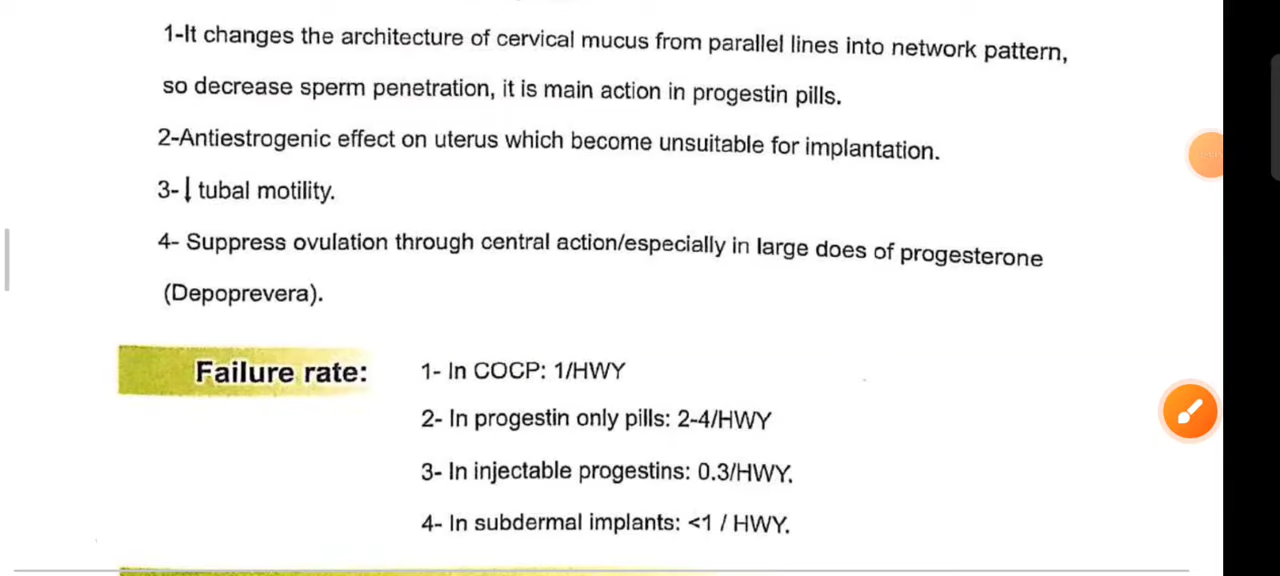 1-It changes the architecture of cervical mucus from parallel lines into network pattern,
so decrease sperm penetration, it is main action in progestin pills.
2-Antiestrogenic effect on uterus which become unsuitable for implantation.
3-↓ tubal motility.
4- Suppress ovulation through central action/especially in large does of progesterone
(Depoprevera).
Failure rate:
1- In COCP: 1/HWY
2- In progestin only pills: 2-4/HWY
3- In injectable progestins: 0.3/HWY.
4- In subdermal implants: <1 / HWY.